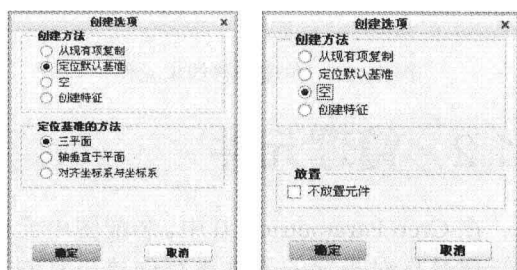 创建选项 ×
创建方法
从现有项复制
定位默认基准
空
创建特征
定位基准的方法
三平面
轴垂直于平面
对齐坐标系与坐标系
确定
取消
创建选项 ×
创建方法
从现有项复制
定位默认基准
空
创建特征
放置
不放置元件
确定
取消